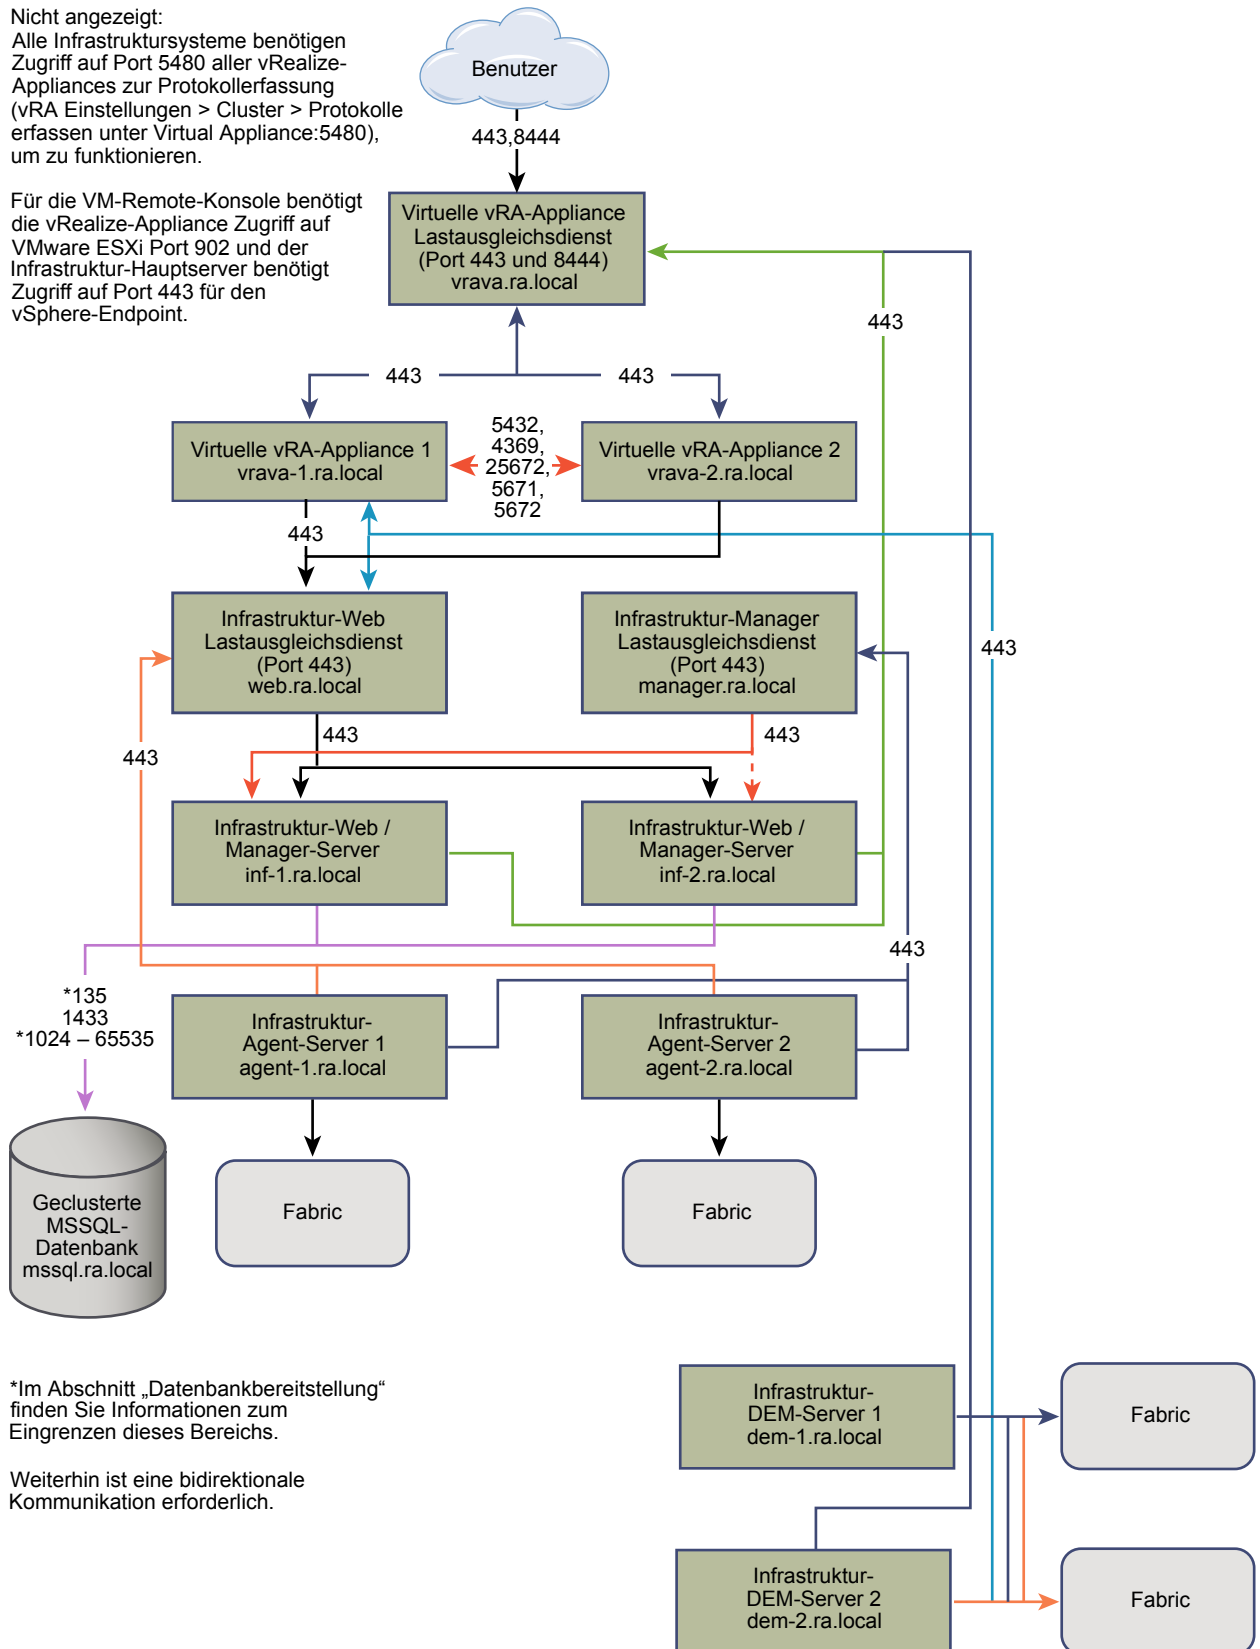 Nicht angezeigt:
Alle Infrastruktursysteme benötigen
Zugriff auf Port 5480 aller vRealize-
Appliances zur Protokollerfassung
(vRA Einstellungen > Cluster > Protokolle
erfassen unter Virtual Appliance:5480),
um zu funktionieren.
Für die VM-Remote-Konsole benötigt
die vRealize-Appliance Zugriff auf
VMware ESXi Port 902 und der
Infrastruktur-Hauptserver benötigt
Zugriff auf Port 443 für den
vSphere-Endpoint.
Benutzer
443,8444
Virtuelle vRA-Appliance
Lastausgleichsdienst
(Port 443 und 8444)
vrava.ra.local
443
443
443
Virtuelle vRA-Appliance 1
vrava-1.ra.local
5432,
4369,
25672,
5671,
5672
Virtuelle vRA-Appliance 2
vrava-2.ra.local
443
Infrastruktur-Web
Lastausgleichsdienst
(Port 443)
web.ra.local
Infrastruktur-Manager
Lastausgleichsdienst
(Port 443)
manager.ra.local
443
443
443
443
Infrastruktur-Web /
Manager-Server
inf-1.ra.local
Infrastruktur-Web /
Manager-Server
inf-2.ra.local
443
*135
1433
*1024 – 65535
Infrastruktur-
Agent-Server 1
agent-1.ra.local
Infrastruktur-
Agent-Server 2
agent-2.ra.local
Geclusterte
MSSQL-
Datenbank
mssql.ra.local
Fabric
Fabric
*Im Abschnitt „Datenbankbereitstellung“
finden Sie Informationen zum
Eingrenzen dieses Bereichs.
Weiterhin ist eine bidirektionale
Kommunikation erforderlich.
Infrastruktur-
DEM-Server 1
dem-1.ra.local
Fabric
Infrastruktur-
DEM-Server 2
dem-2.ra.local
Fabric